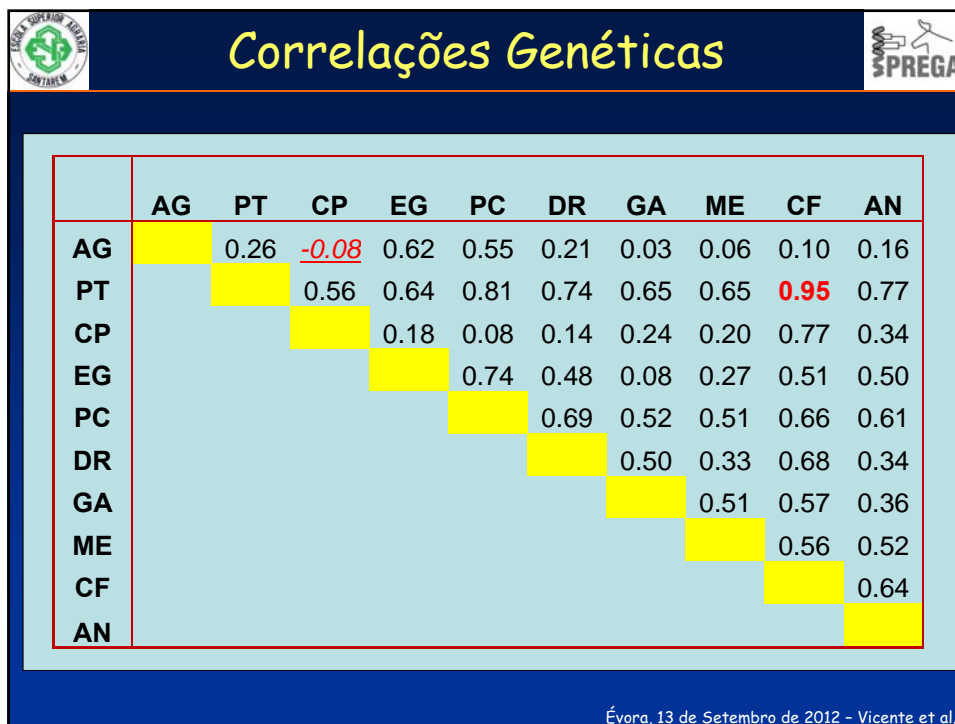 ESCOLA SUPERIOR AGRÁRIA
SANTARÉM
Correlações Genéticas
SPREGA
AG PT CP EG PC DR GA ME CF AN
AG 0.26 -0.08 0.62 0.55 0.21 0.03 0.06 0.10 0.16
PT 0.56 0.64 0.81 0.74 0.65 0.65 0.95 0.77
CP 0.18 0.08 0.14 0.24 0.20 0.77 0.34
EG 0.74 0.48 0.08 0.27 0.51 0.50
PC 0.69 0.52 0.51 0.66 0.61
DR 0.50 0.33 0.68 0.34
GA 0.51 0.57 0.36
ME 0.56 0.52
CF 0.64
AN
Évora, 13 de Setembro de 2012 – Vicente et al